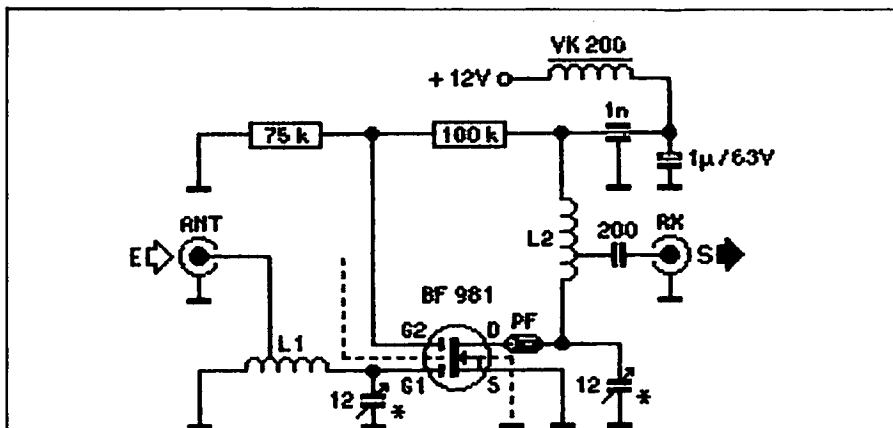 VK 200
+ 12V
1n
75 k
100 k
1µ/63V
ANT
RX
E
L2
200
S
BF 981
G2
D
PF
L1
12
*
G1
S
12
*